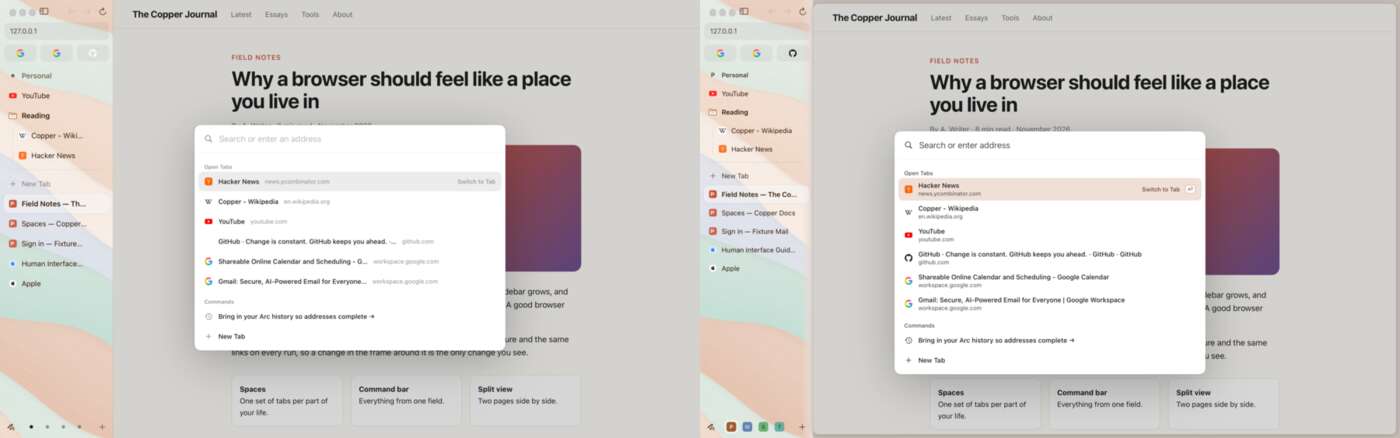 127.0.0.1
Personal
YouTube
Reading
Copper - Wiki...
Hacker News
New Tab
Field Notes — Th...
Spaces — Copper...
Sign in — Fixture...
Human Interface...
Apple
The Copper Journal Latest Essays Tools About
FIELD NOTES
Why a browser should feel like a place
you live in
Search or enter an address
Open Tabs
Hacker News news.ycombinator.com Switch to Tab
Copper - Wikipedia en.wikipedia.org
YouTube youtube.com
GitHub · Change is constant. GitHub keeps you ahead. ·... github.com
Shareable Online Calendar and Scheduling - G... workspace.google.com
Gmail: Secure, AI-Powered Email for Everyone... workspace.google.com
Commands
Bring in your Arc history so addresses complete →
New Tab
debar grows, and
A good browser
ure and the same
links on every run, so a change in the frame around it is the only change you see.
Spaces
One set of tabs per part of
your life.
Command bar
Everything from one field.
Split view
Two pages side by side.
127.0.0.1
P Personal
YouTube
Reading
Copper - Wikipedia
Hacker News
New Tab
Field Notes — The Co...
Spaces — Copper Docs
Sign in — Fixture Mail
Human Interface Guid...
Apple
The Copper Journal Latest Essays Tools About
FIELD NOTES
Why a browser should feel like a place
you live in
By A. Writer · 8 min read · November 2026
Search or enter address
Open Tabs
Hacker News
news.ycombinator.com
Switch to Tab
Copper - Wikipedia
en.wikipedia.org
YouTube
youtube.com
GitHub · Change is constant. GitHub keeps you ahead. · GitHub · GitHub
github.com
Shareable Online Calendar and Scheduling - Google Calendar
workspace.google.com
Gmail: Secure, AI-Powered Email for Everyone | Google Workspace
workspace.google.com
Commands
Bring in your Arc history so addresses complete →
New Tab
debar grows, and
A good browser
ure and the same
u see.
Spaces
One set of tabs per part of
your life.
Command bar
Everything from one field.
Split view
Two pages side by side.